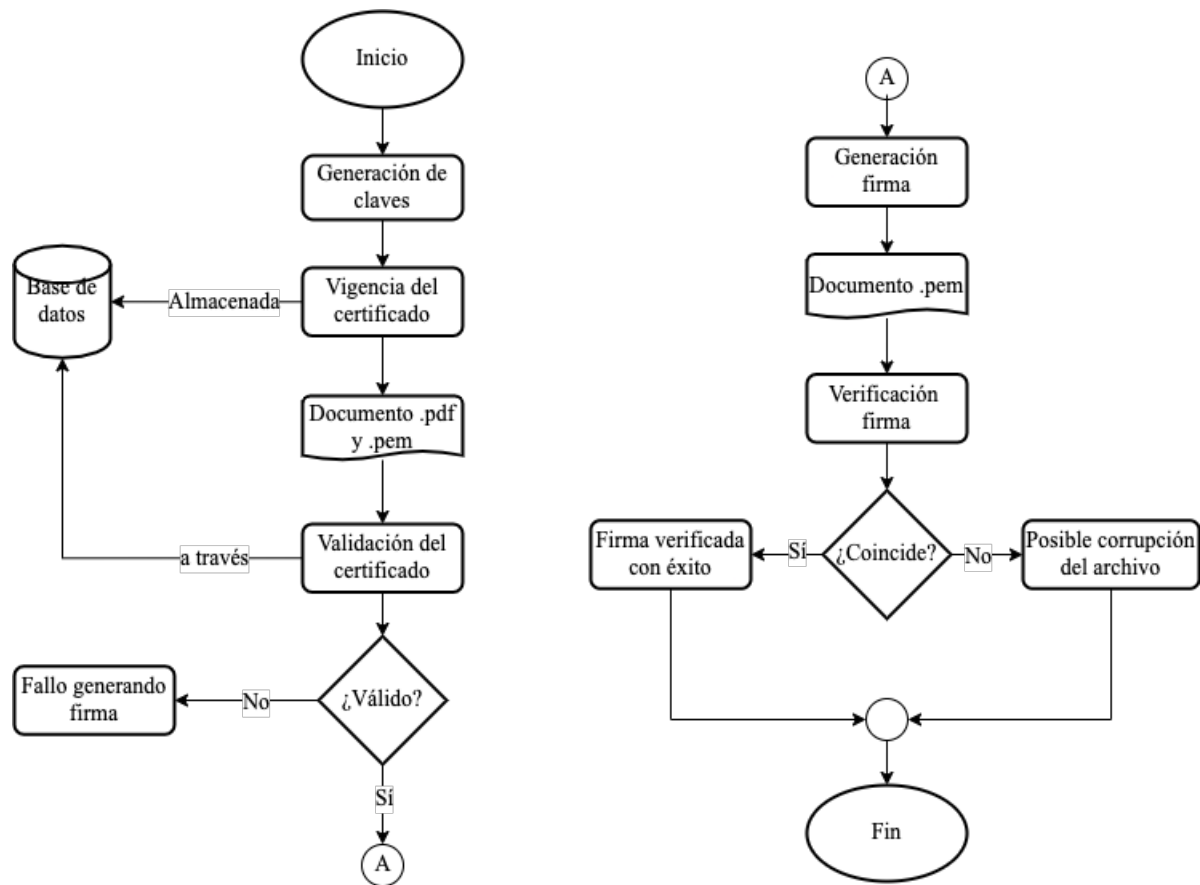 Inicio
Generación de
claves
Vigencia del
certificado
Almacenada
Base de
datos
Documento .pdf
y .pem
Validación del
certificado
a través
¿Válido?
No
Fallo generando
firma
Sí
A
A
Generación
firma
Documento .pem
Verificación
firma
¿Coincide?
Sí
Firma verificada
con éxito
No
Posible corrupción
del archivo
Fin